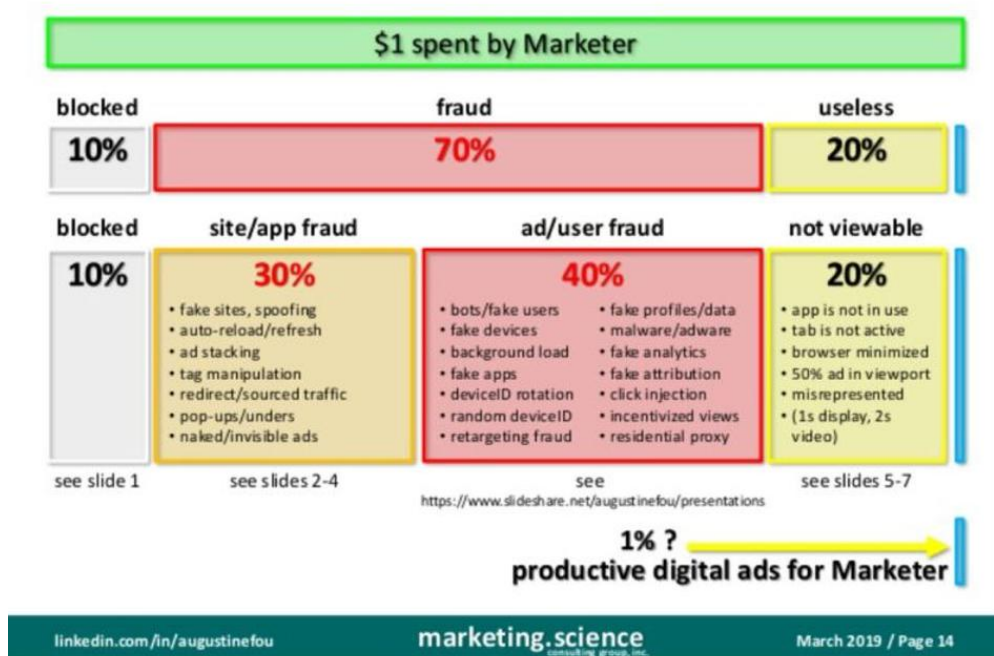 $1 spent by Marketer
blocked
fraud
useless
10%
70%
20%
blocked
site/app fraud
ad/user fraud
not viewable
10%
30%
• fake sites, spoofing
• auto-reload/refresh
• ad stacking
• tag manipulation
• redirect/sourced traffic
• pop-ups/unders
• naked/invisible ads
40%
• bots/fake users
• fake devices
• background load
• fake apps
• deviceID rotation
• random deviceID
• retargeting fraud
• fake profiles/data
• malware/adware
• fake analytics
• fake attribution
• click injection
• incentivized views
• residential proxy
20%
• app is not in use
• tab is not active
• browser minimized
• 50% ad in viewport
• misrepresented
• (1s display, 2s
video)
see slide 1
see slides 2-4
see
https://www.slideshare.net/augustinefou/presentations
see slides 5-7
1% ?
productive digital ads for Marketer
linkedin.com/in/augustinefou
marketing.science
consulting group, inc.
March 2019 / Page 14